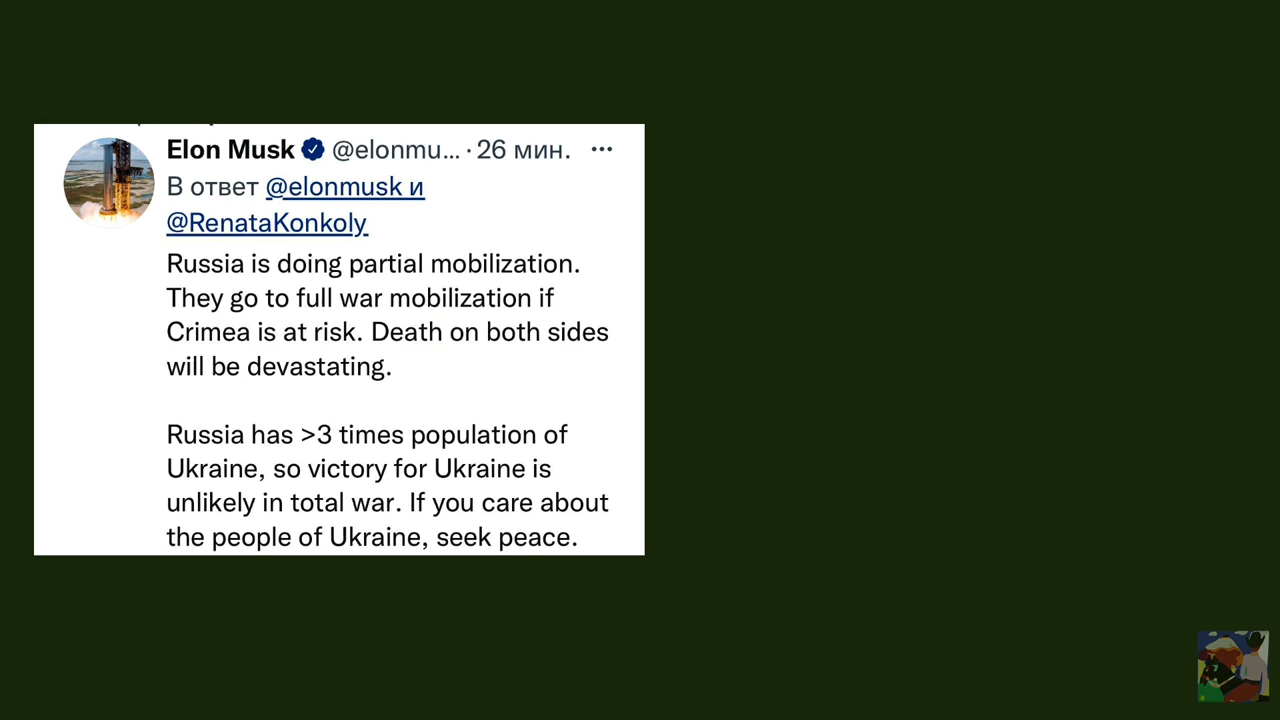 Elon Musk @elonmu... · 26 мин. ···
В ответ @elonmusk и
@RenataKonkoly
Russia is doing partial mobilization.
They go to full war mobilization if
Crimea is at risk. Death on both sides
will be devastating.
Russia has >3 times population of
Ukraine, so victory for Ukraine is
unlikely in total war. If you care about
the people of Ukraine, seek peace.